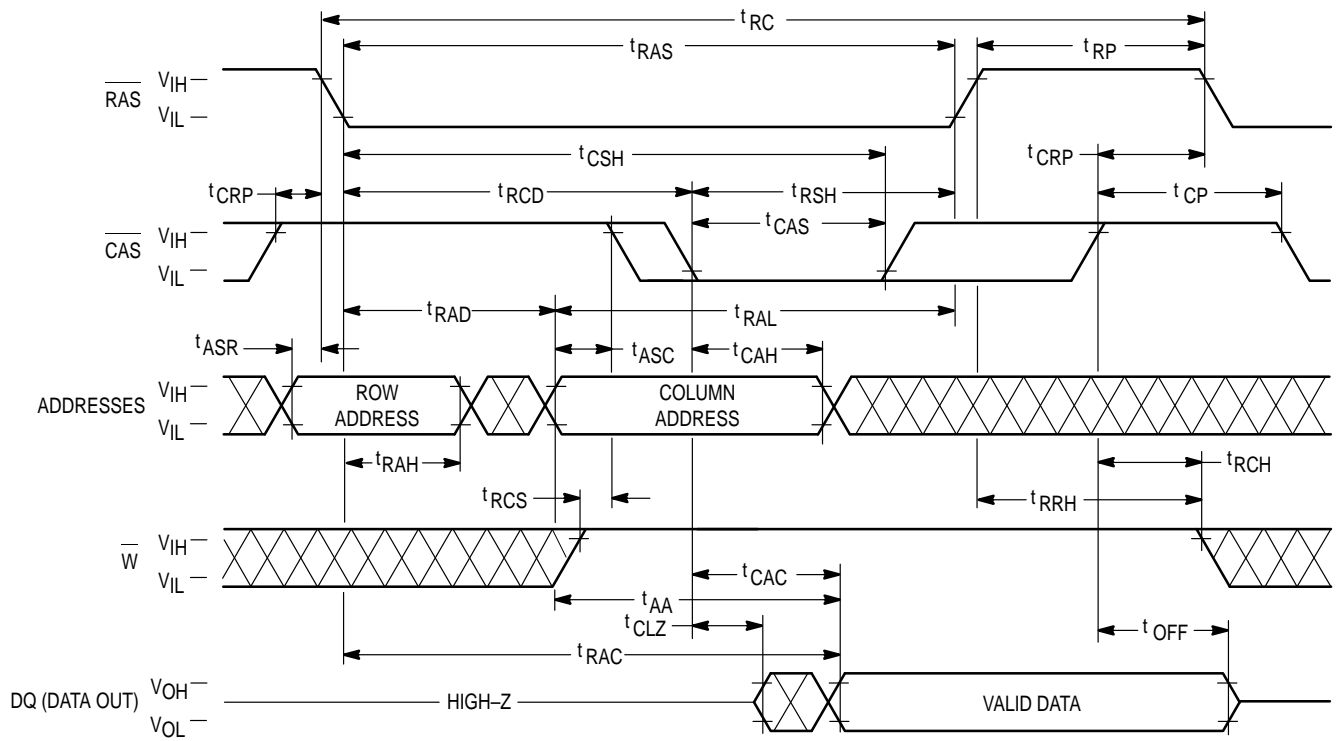 tRC
tRAS
tRP
RAS
VIH
VIL
tCSH
tCRP
tCRP
tRCD
tRSH
tCP
tCAS
CAS
VIH
VIL
tRAD
tRAL
tASR
tASC
tCAH
ADDRESSES
VIH
VIL
ROW
ADDRESS
COLUMN
ADDRESS
tRAH
tRCH
tRCS
tRRH
W
VIH
VIL
tCAC
tAA
tCLZ
tOFF
tRAC
DQ (DATA OUT)
VOH
VOL
HIGH–Z
VALID DATA